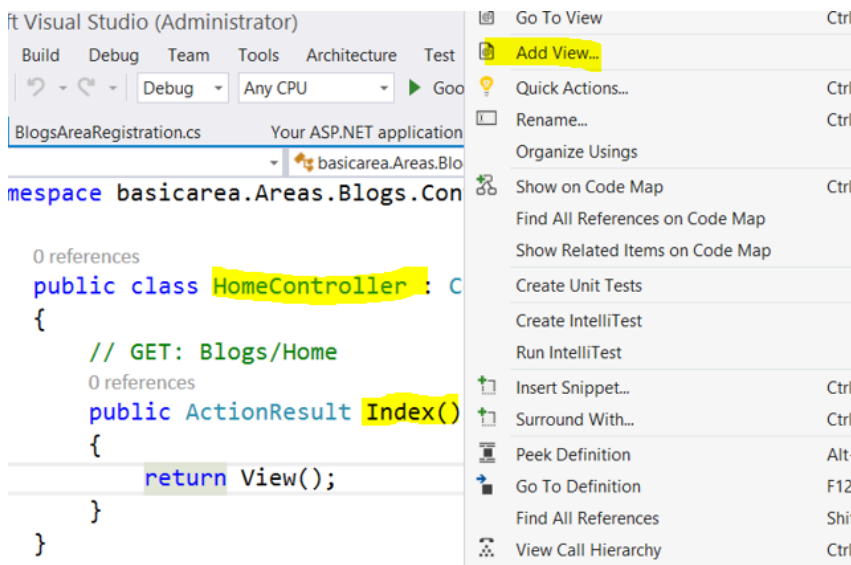 ft Visual Studio (Administrator)
Build Debug Team Tools Architecture Test
Debug Any CPU Goo
BlogsAreaRegistration.cs Your ASP.NET application
basicarea.Areas.Blo
mespace basicarea.Areas.Blogs.Con
0 references
public class HomeController : C
{
// GET: Blogs/Home
0 references
public ActionResult Index()
{
return View();
}
}
Go To View Ctrl
Add View...
Quick Actions... Ctrl
Rename... Ctrl
Organize Usings
Show on Code Map Ctrl
Find All References on Code Map
Show Related Items on Code Map
Create Unit Tests
Create IntelliTest
Run IntelliTest
Insert Snippet... Ctrl
Surround With... Ctrl
Peek Definition Alt+
Go To Definition F12
Find All References Shi
View Call Hierarchy Ctrl